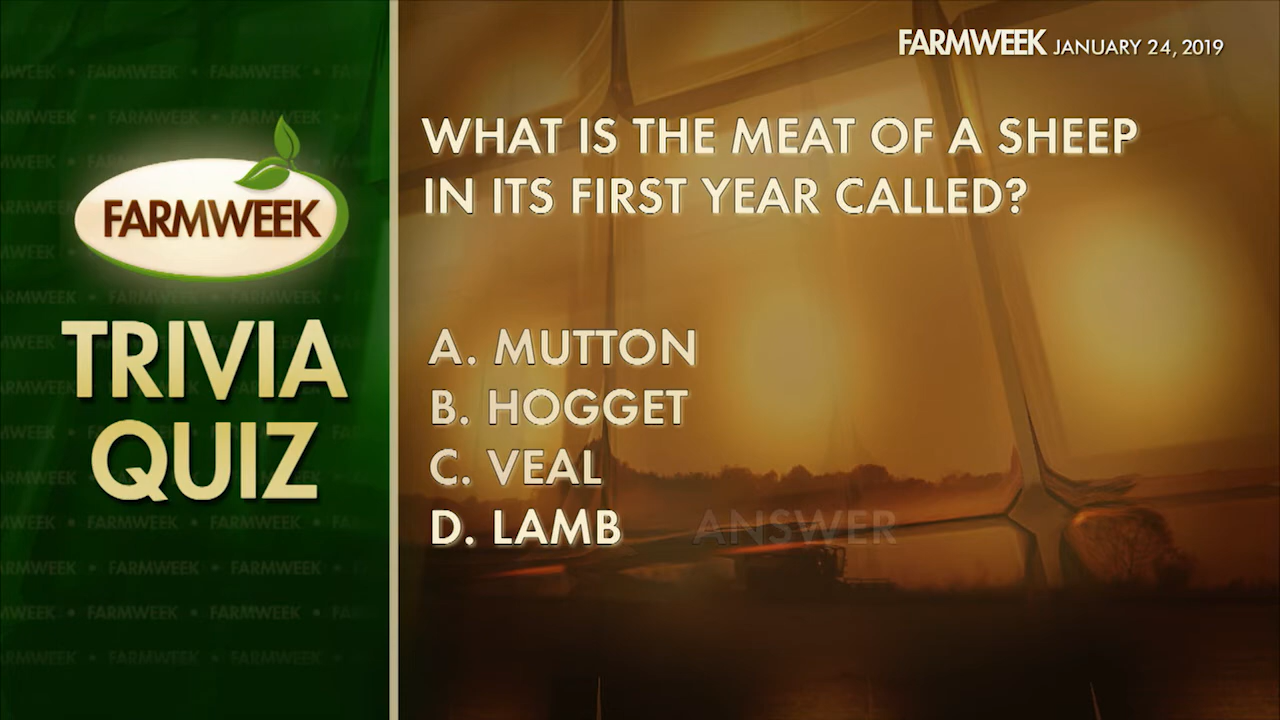 FARMWEEK JANUARY 24, 2019
FARMWEEK
TRIVIA
QUIZ
WHAT IS THE MEAT OF A SHEEP
IN ITS FIRST YEAR CALLED?
A. MUTTON
B. HOGGET
C. VEAL
D. LAMB ANSWER